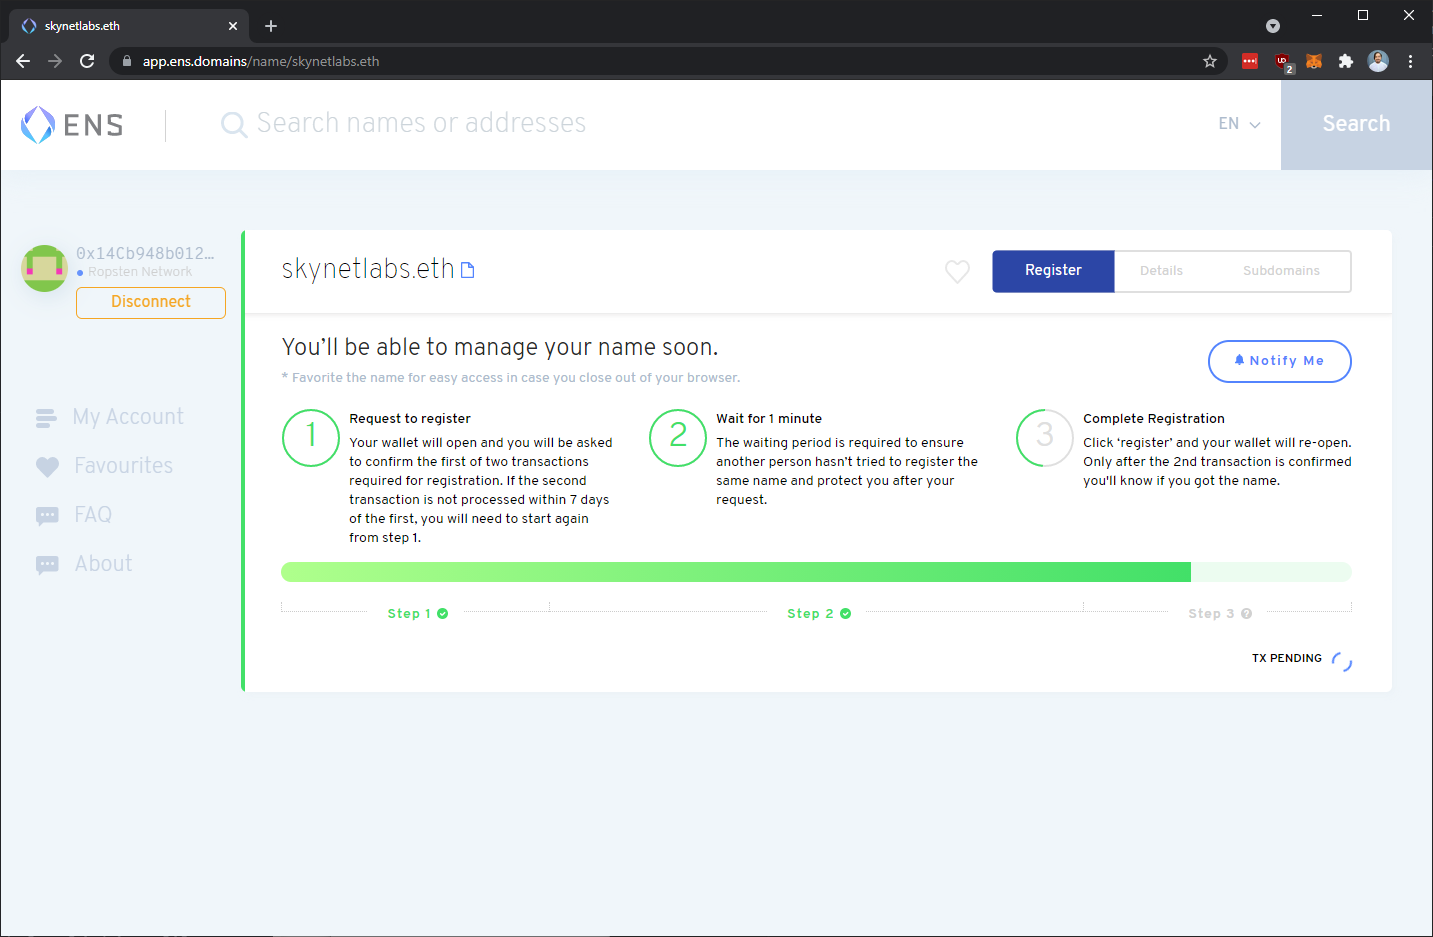 skynetlabs.eth
app.ens.domains/name/skynetlabs.eth
UD
2
ENS
Search names or addresses
EN
Search
0x14Cb948b012...
Ropsten Network
Disconnect
My Account
Favourites
FAQ
About
skynetlabs.eth
Register
Details
Subdomains
You'll be able to manage your name soon.
* Favorite the name for easy access in case you close out of your browser.
Notify Me
1
Request to register
Your wallet will open and you will be asked
to confirm the first of two transactions
required for registration. If the second
transaction is not processed within 7 days
of the first, you will need to start again
from step 1.
2
Wait for 1 minute
The waiting period is required to ensure
another person hasn't tried to register the
same name and protect you after your
request.
3
Complete Registration
Click ‘register’ and your wallet will re-open.
Only after the 2nd transaction is confirmed
you'll know if you got the name.
Step 1
Step 2
Step 3 ?
TX PENDING